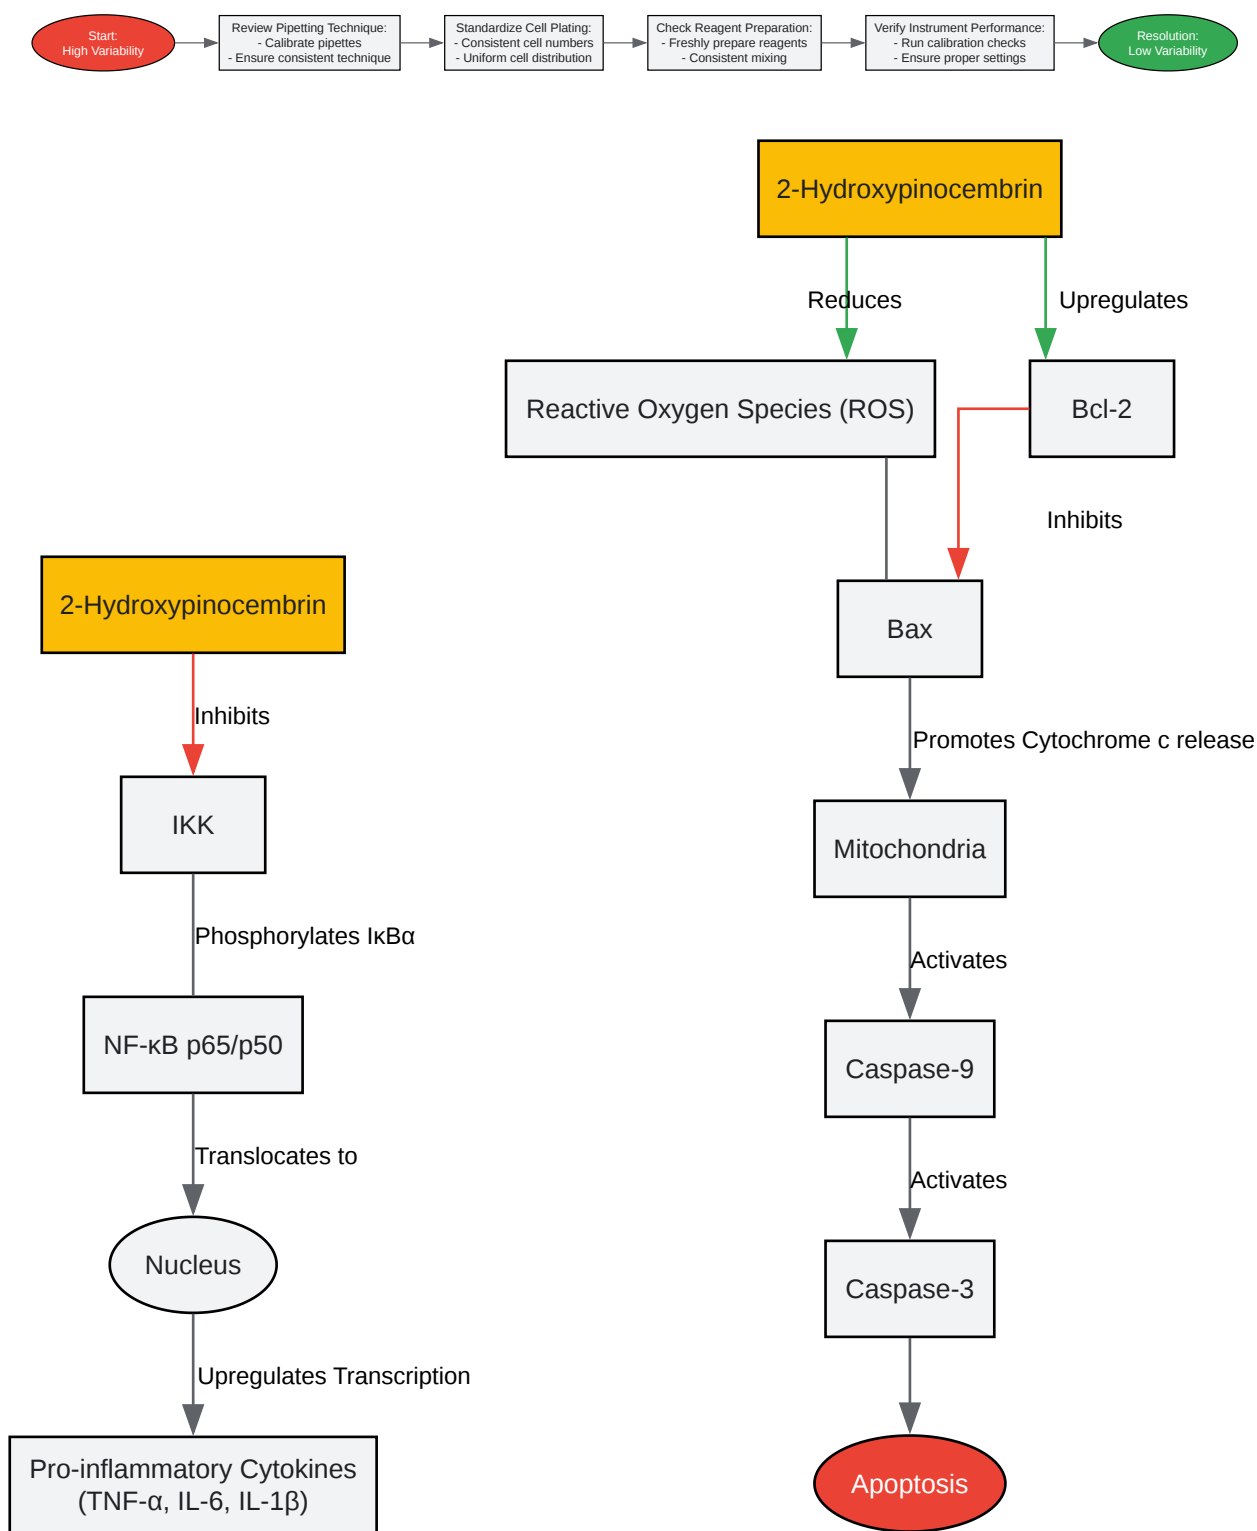 Start:
High Variability
Review Pipetting Technique:
- Calibrate pipettes
- Ensure consistent technique
Standardize Cell Plating:
- Consistent cell numbers
- Uniform cell distribution
Check Reagent Preparation:
- Freshly prepare reagents
- Consistent mixing
Verify Instrument Performance:
- Run calibration checks
- Ensure proper settings
Resolution:
Low Variability
2-Hydroxypinocembrin
Reduces
Upregulates
Reactive Oxygen Species (ROS)
Bcl-2
Inhibits
Bax
Promotes Cytochrome c release
Mitochondria
Activates
Caspase-9
Activates
Caspase-3
Apoptosis
2-Hydroxypinocembrin
Inhibits
IKK
Phosphorylates IκBα
NF-κB p65/p50
Translocates to
Nucleus
Upregulates Transcription
Pro-inflammatory Cytokines
(TNF-α, IL-6, IL-1β)